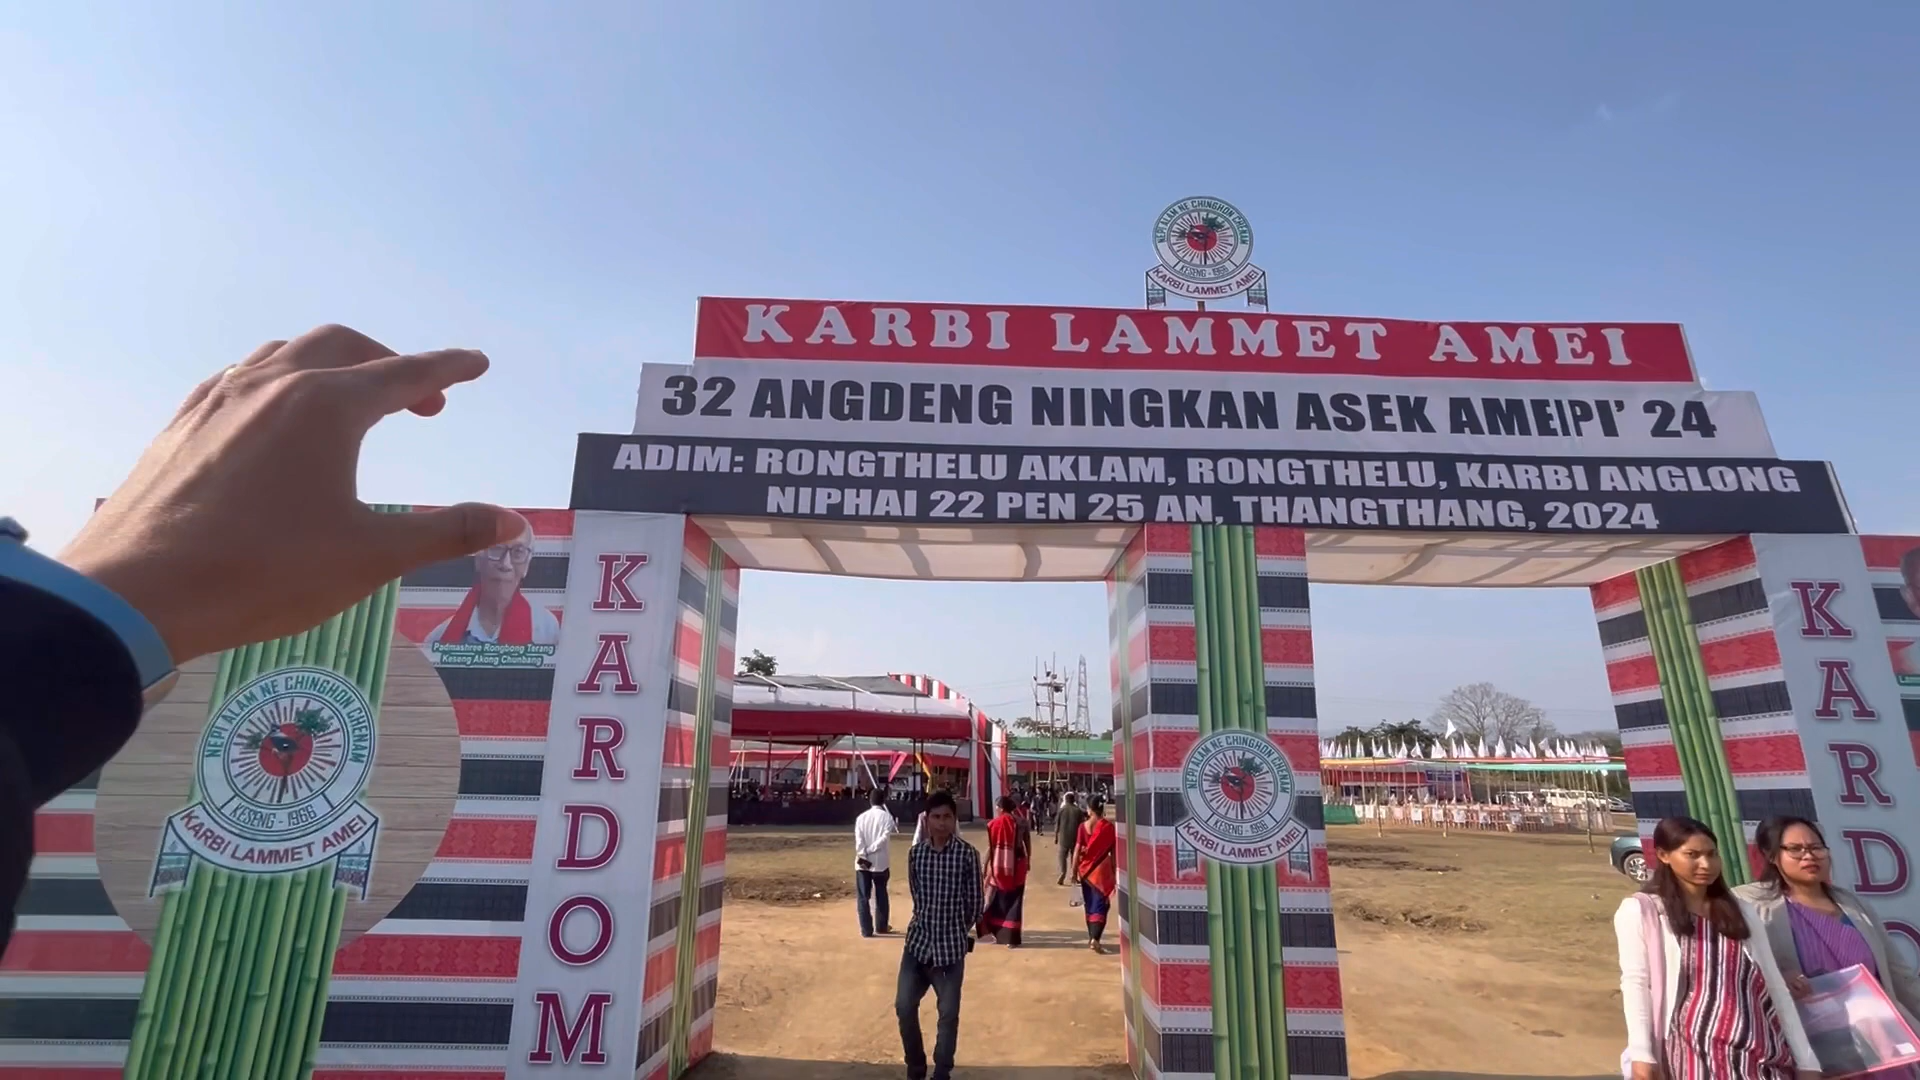 NEPI ALAM NE CHINGHON CHENAM
KESENG - 1966
KARBI LAMMET AMEI
KARBI LAMMET AMEI
32 ANGDENG NINGKAN ASEK AMEIPI' 24
ADIM: RONGTHELU AKLAM, RONGTHELU, KARBI ANGLONG
NIPHAI 22 PEN 25 AN, THANGTHANG, 2024
Padmashree Rongbong Terang
Keseng Akong Chunbang
KARDOM
NEPI ALAM NE CHINGHON CHENAM
KESENG - 1966
KARBI LAMMET AMEI
NEPI ALAM NE CHINGHON CHENAM
KESENG - 1966
KARBI LAMMET AMEI
KARDO